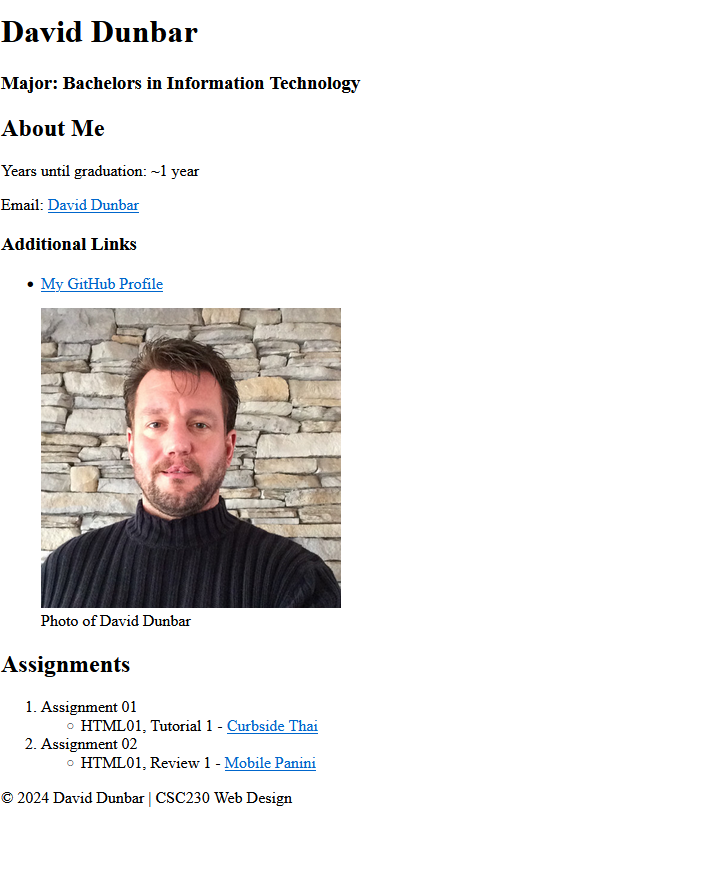 David Dunbar
Major: Bachelors in Information Technology
About Me
Years until graduation: ~1 year
Email: David Dunbar
Additional Links
• My GitHub Profile
Photo of David Dunbar
Assignments
1. Assignment 01
○ HTML01, Tutorial 1 - Curbside Thai
2. Assignment 02
○ HTML01, Review 1 - Mobile Panini
© 2024 David Dunbar | CSC230 Web Design